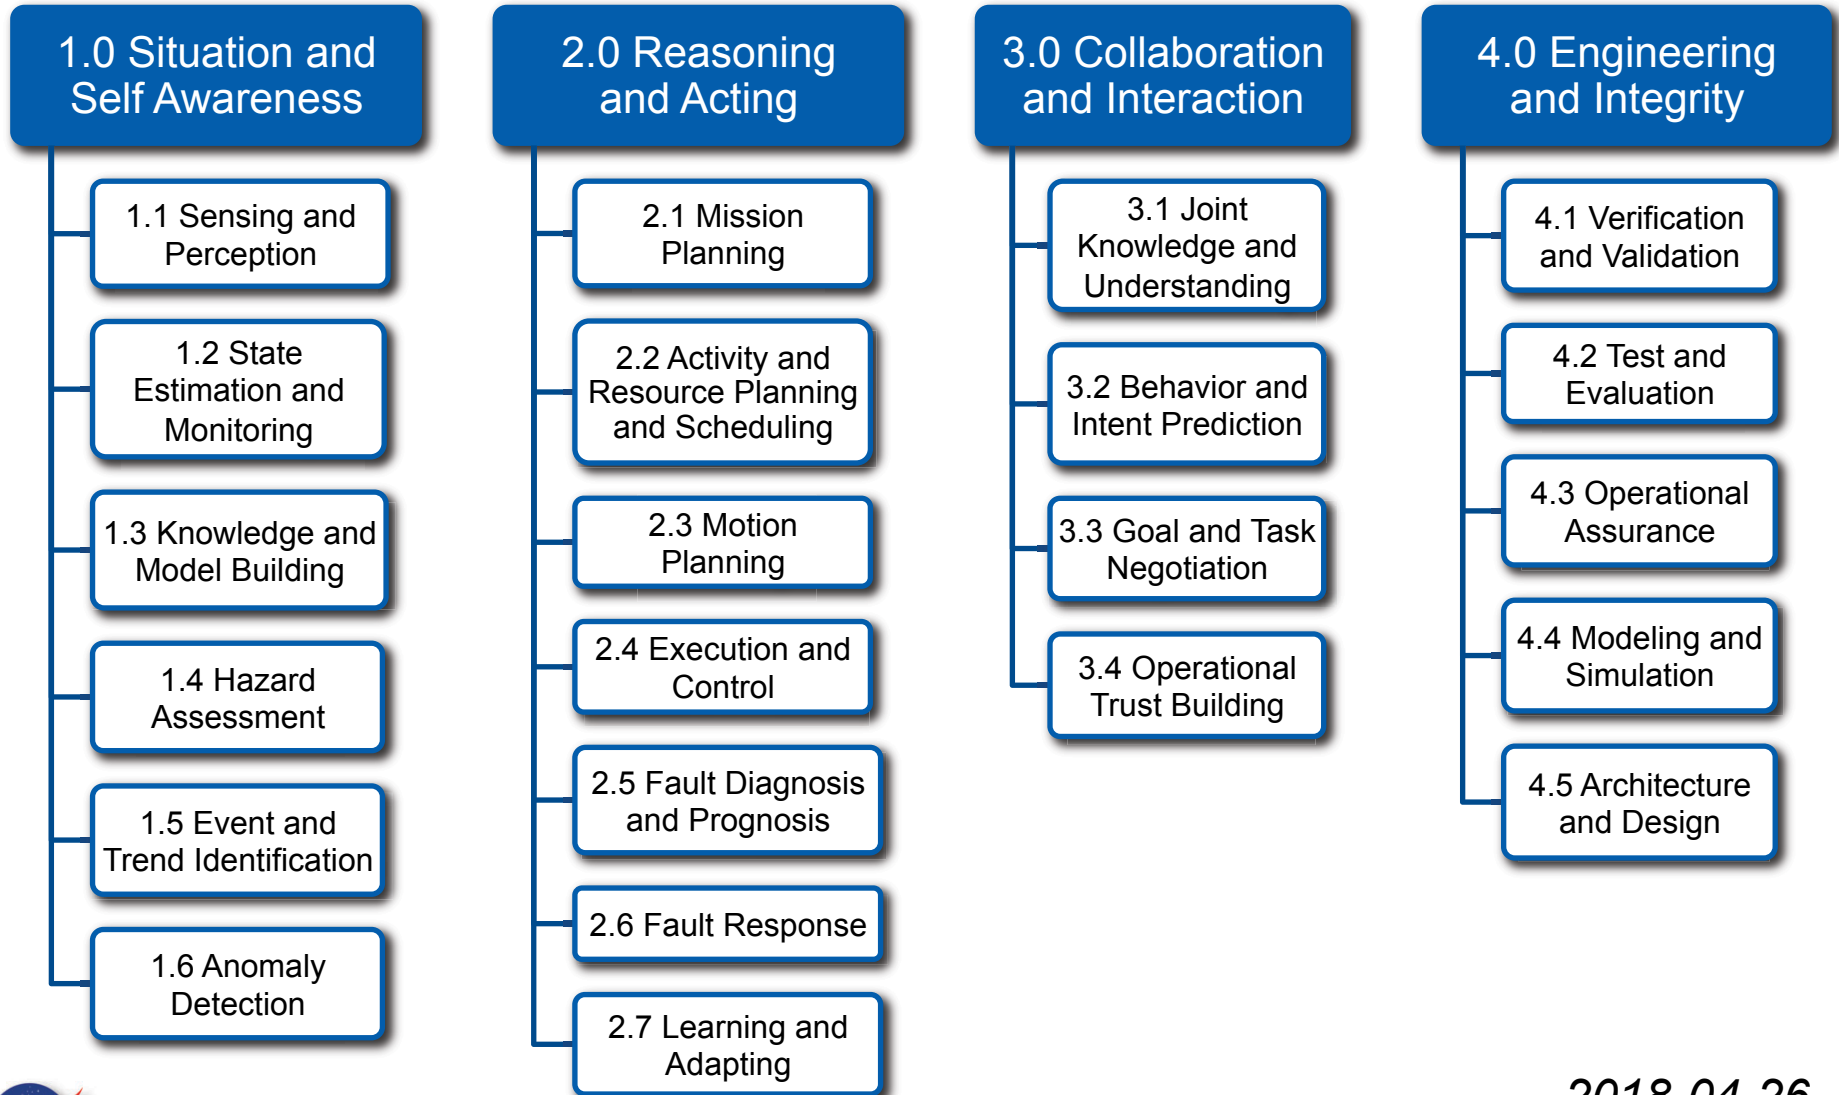 1.0 Situation and
Self Awareness
1.1 Sensing and
Perception
1.2 State
Estimation and
Monitoring
1.3 Knowledge and
Model Building
1.4 Hazard
Assessment
1.5 Event and
Trend Identification
1.6 Anomaly
Detection
2.0 Reasoning
and Acting
2.1 Mission
Planning
2.2 Activity and
Resource Planning
and Scheduling
2.3 Motion
Planning
2.4 Execution and
Control
2.5 Fault Diagnosis
and Prognosis
2.6 Fault Response
2.7 Learning and
Adapting
3.0 Collaboration
and Interaction
3.1 Joint
Knowledge and
Understanding
3.2 Behavior and
Intent Prediction
3.3 Goal and Task
Negotiation
3.4 Operational
Trust Building
4.0 Engineering
and Integrity
4.1 Verification
and Validation
4.2 Test and
Evaluation
4.3 Operational
Assurance
4.4 Modeling and
Simulation
4.5 Architecture
and Design
2018-04-26